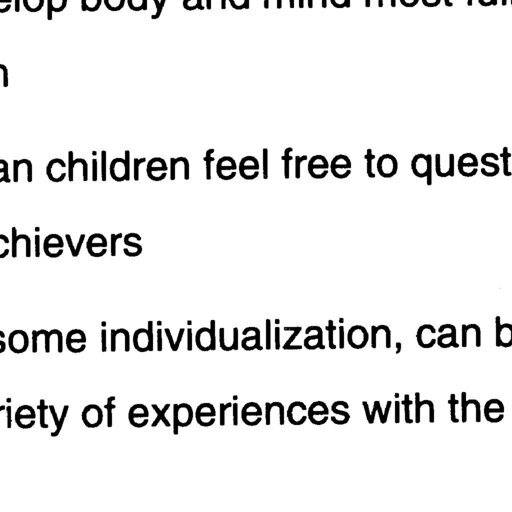 elop body and mind most ful
n
an children feel free to quest
chievers
some individualization, can b
riety of experiences with the